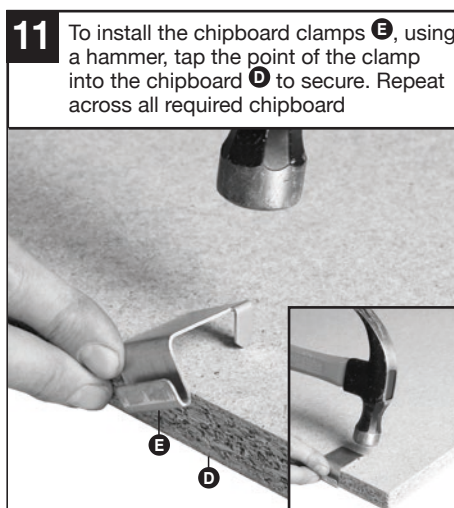 11
To install the chipboard clamps E, using
a hammer, tap the point of the clamp
into the chipboard D to secure. Repeat
across all required chipboard
E
D